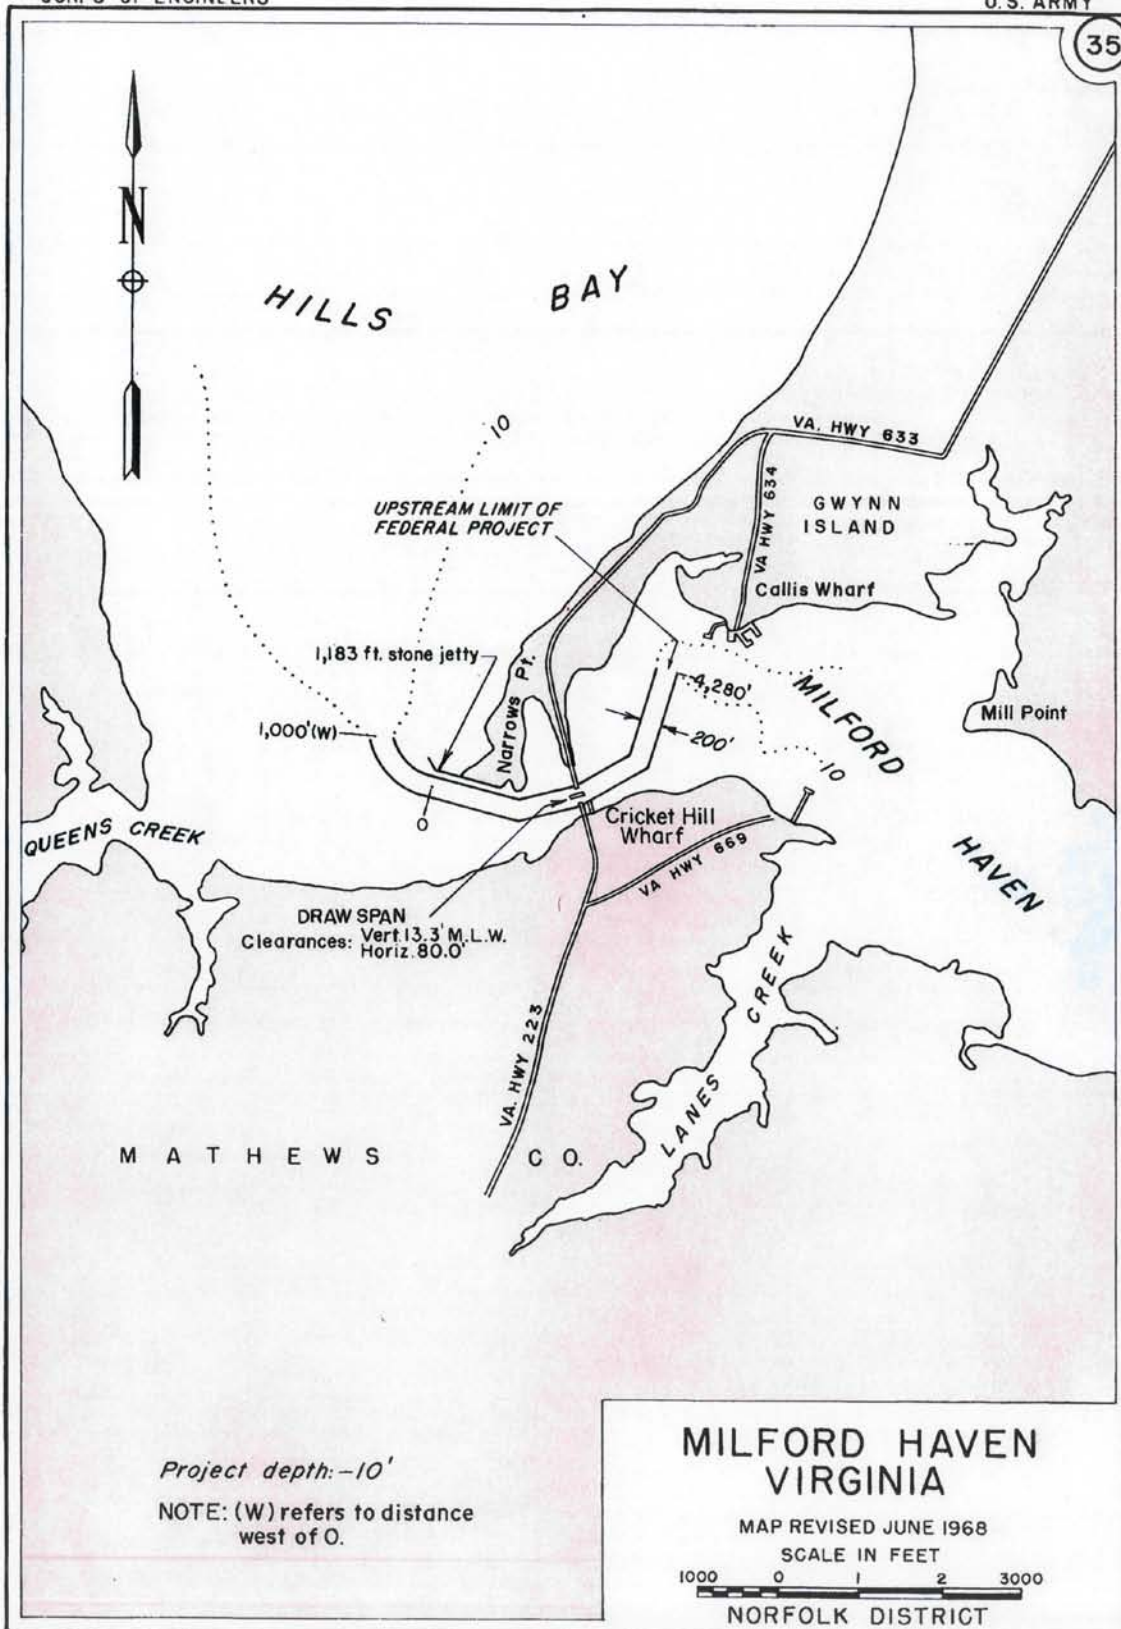 CORPS OF ENGINEERS
U.S. ARMY
35
N
HILLS BAY
10
VA. HWY 633
VA HWY 634
GWYNN
ISLAND
UPSTREAM LIMIT OF
FEDERAL PROJECT
Callis Wharf
1,183 ft. stone jetty
Narrows Pt.
4,280'
MILFORD
HAVEN
Mill Point
1,000'(W)
200'
10
0
Cricket Hill
Wharf
QUEENS CREEK
VA HWY 669
DRAW SPAN
Clearances: Vert. 13.3' M.L.W.
Horiz. 80.0'
LANES CREEK
VA. HWY 223
MATHEWS CO.
Project depth: -10'
NOTE: (W) refers to distance
west of O.
MILFORD HAVEN
VIRGINIA
MAP REVISED JUNE 1968
SCALE IN FEET
1000 0 1 2 3000
NORFOLK DISTRICT